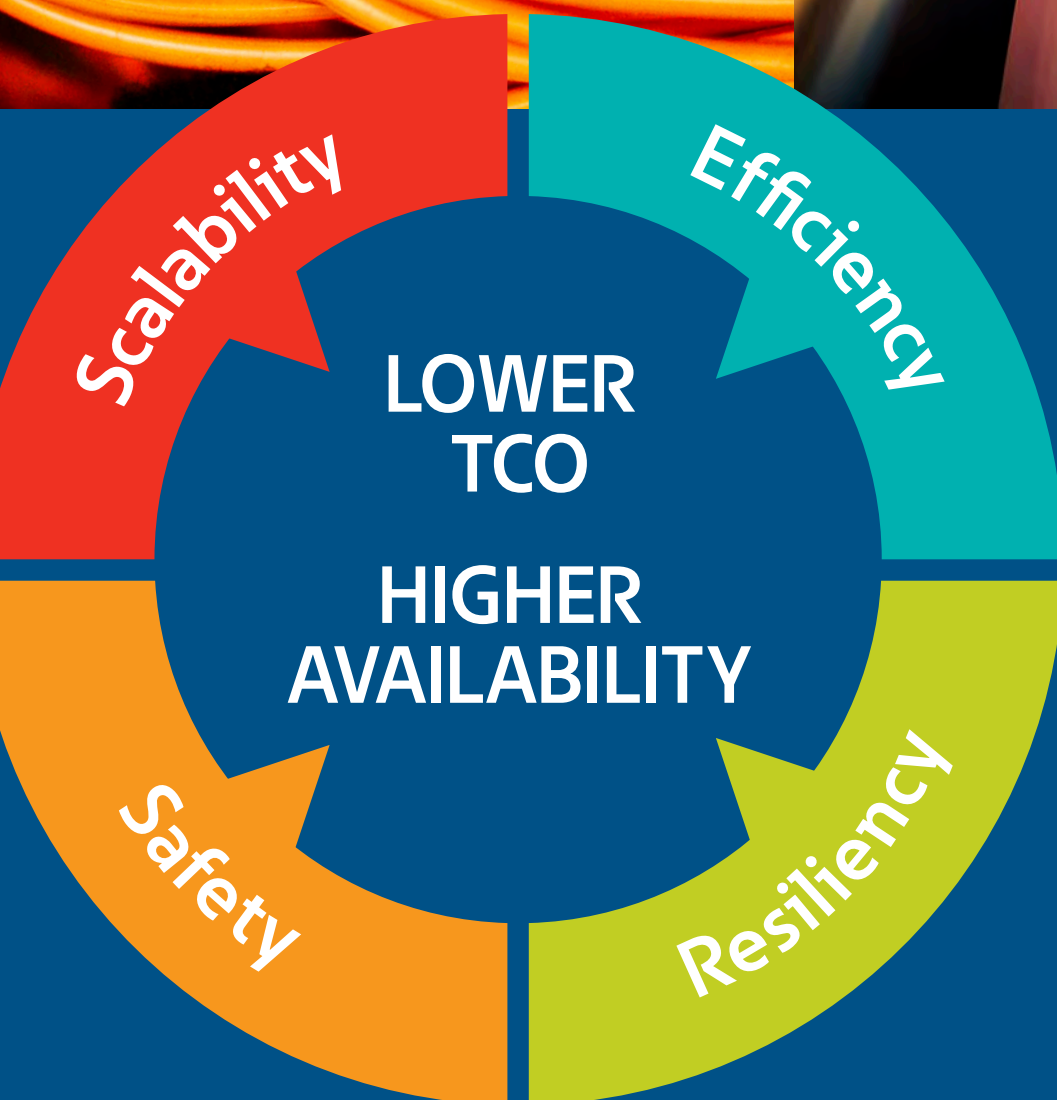 Scalability
Efficiency
LOWER
TCO
HIGHER
AVAILABILITY
Safety
Resiliency